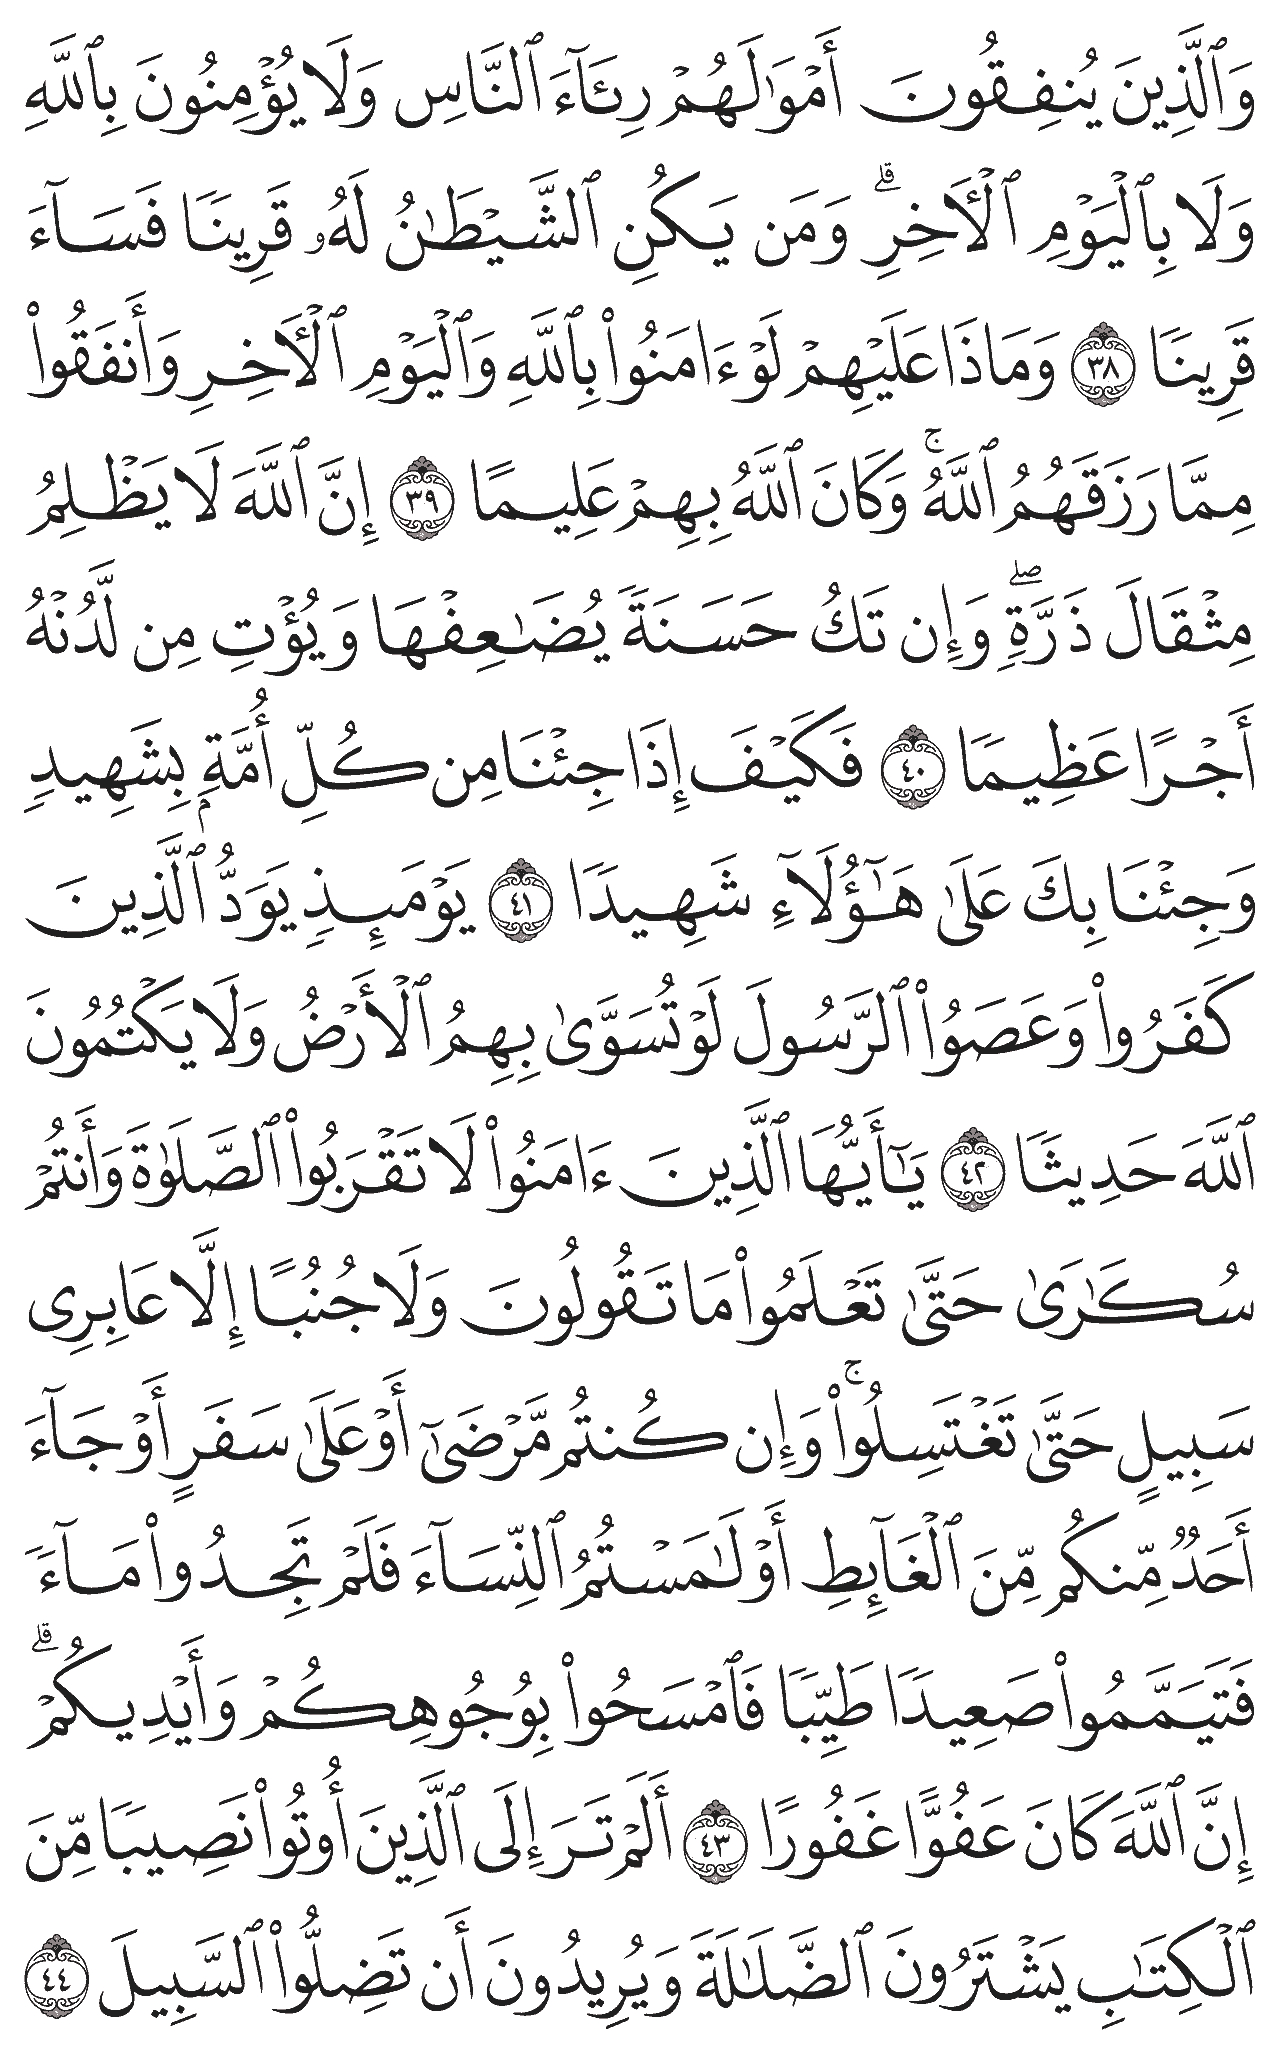 وَٱلَّذِينَ يُنفِقُونَ أَمۡوَٰلَهُمۡ رِئَآءَ ٱلنَّاسِ وَلَا يُؤۡمِنُونَ بِٱللَّهِ
وَلَا بِٱلۡيَوۡمِ ٱلۡأٓخِرِۗ وَمَن يَكُنِ ٱلشَّيۡطَٰنُ لَهُۥ قَرِينٗا فَسَآءَ
قَرِينٗا ٣٨ وَمَاذَا عَلَيۡهِمۡ لَوۡ ءَامَنُواْ بِٱللَّهِ وَٱلۡيَوۡمِ ٱلۡأٓخِرِ وَأَنفَقُواْ
مِمَّا رَزَقَهُمُ ٱللَّهُۚ وَكَانَ ٱللَّهُ بِهِمۡ عَلِيمًا ٣٩ إِنَّ ٱللَّهَ لَا يَظۡلِمُ
مِثۡقَالَ ذَرَّةٖۖ وَإِن تَكُ حَسَنَةٗ يُضَٰعِفۡهَا وَيُؤۡتِ مِن لَّدُنۡهُ
أَجۡرًا عَظِيمٗا ٤٠ فَكَيۡفَ إِذَا جِئۡنَا مِن كُلِّ أُمَّةِۭ بِشَهِيدٖ
وَجِئۡنَا بِكَ عَلَىٰ هَٰٓؤُلَآءِ شَهِيدٗا ٤١ يَوۡمَئِذٖ يَوَدُّ ٱلَّذِينَ
كَفَرُواْ وَعَصَوُاْ ٱلرَّسُولَ لَوۡ تُسَوَّىٰ بِهِمُ ٱلۡأَرۡضُ وَلَا يَكۡتُمُونَ
ٱللَّهَ حَدِيثٗا ٤٢ يَٰٓأَيُّهَا ٱلَّذِينَ ءَامَنُواْ لَا تَقۡرَبُواْ ٱلصَّلَوٰةَ وَأَنتُمۡ
سُكَٰرَىٰ حَتَّىٰ تَعۡلَمُواْ مَا تَقُولُونَ وَلَا جُنُبًا إِلَّا عَابِرِي
سَبِيلٍ حَتَّىٰ تَغۡتَسِلُواْۚ وَإِن كُنتُم مَّرۡضَىٰٓ أَوۡ عَلَىٰ سَفَرٍ أَوۡ جَآءَ
أَحَدٞ مِّنكُم مِّنَ ٱلۡغَآئِطِ أَوۡ لَٰمَسۡتُمُ ٱلنِّسَآءَ فَلَمۡ تَجِدُواْ مَآءٗ
فَتَيَمَّمُواْ صَعِيدٗا طَيِّبٗا فَٱمۡسَحُواْ بِوُجُوهِكُمۡ وَأَيۡدِيكُمۡۗ
إِنَّ ٱللَّهَ كَانَ عَفُوًّا غَفُورًا ٤٣ أَلَمۡ تَرَ إِلَى ٱلَّذِينَ أُوتُواْ نَصِيبٗا مِّنَ
ٱلۡكِتَٰبِ يَشۡتَرُونَ ٱلضَّلَٰلَةَ وَيُرِيدُونَ أَن تَضِلُّواْ ٱلسَّبِيلَ ٤٤